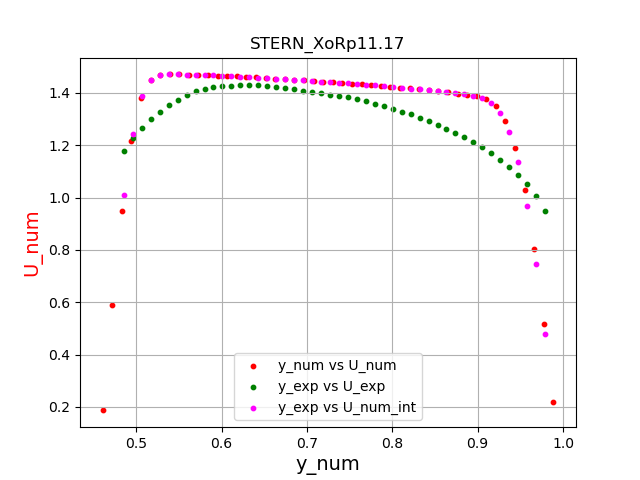 STERN_XoRp11.17
U_num
1.4
1.2
1.0
0.8
0.6
0.4
0.2
y_num vs U_num
y_exp vs U_exp
y_exp vs U_num_int
0.5 0.6 0.7 0.8 0.9 1.0
y_num